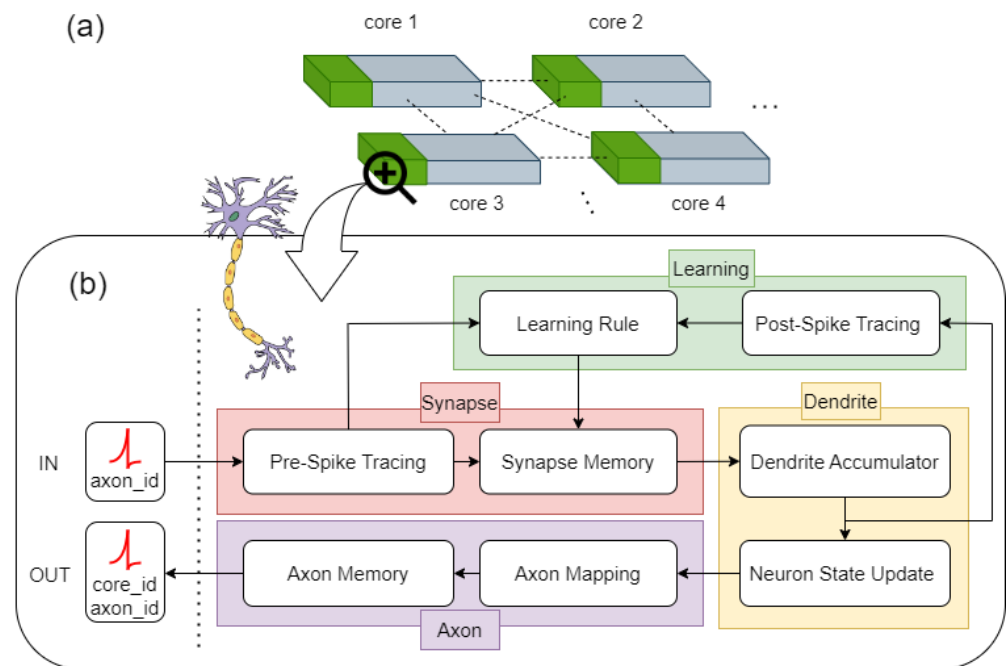 (a)
core 1
core 2
...
core 3
core 4
(b)
Learning
Learning Rule
Post-Spike Tracing
Synapse
Dendrite
IN
axon_id
Pre-Spike Tracing
Synapse Memory
Dendrite Accumulator
OUT
core_id
axon_id
Axon Memory
Axon Mapping
Neuron State Update
Axon